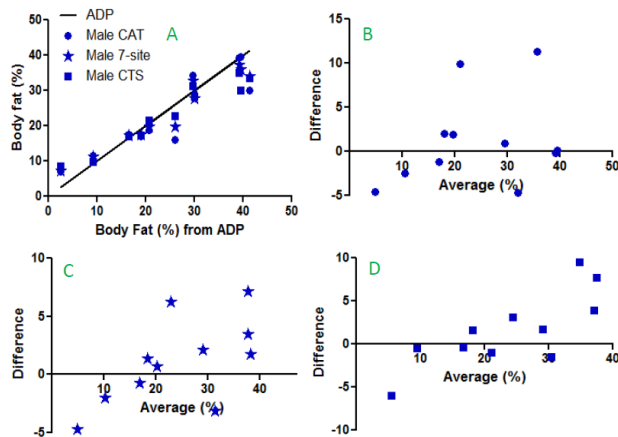 A
ADP
Male CAT
Male 7-site
Male CTS
Body fat (%)
50
40
30
20
10
0
0 10 20 30 40 50
Body Fat (%) from ADP
B
Difference
15
10
5
0
-5
10 20 30 40
Average (%)
C
Difference
10
5
0
-5
10 20 30 40
Average (%)
D
Difference
10
5
0
-5
-10
10 20 30 40
Average (%)